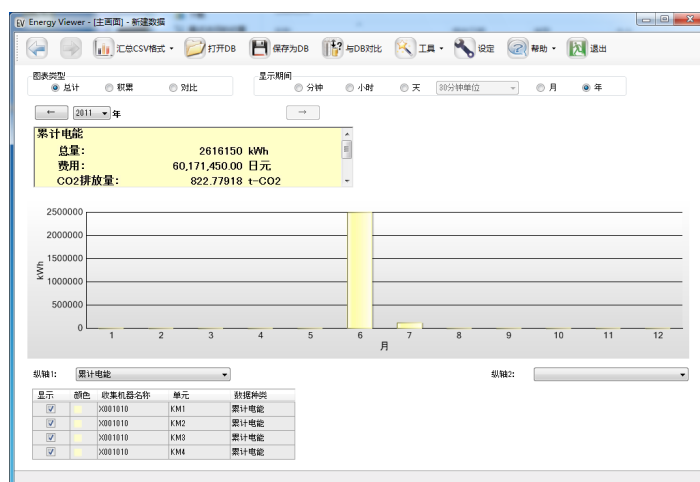 EV Energy Viewer - [主画面] - 新建数据
汇总CSV格式 打开DB 保存为DB 与DB对比 工具 设定 帮助 退出
图表类型 显示期间
总计 积累 对比 分钟 小时 天 30分钟单位 月 年
← 2011 年 →
累计电能
总量: 2616150 kWh
费用: 60,171,450.00 日元
CO2排放量: 822.77918 t-CO2
2500000
2000000
1500000
1000000
500000
0
kWh
1 2 3 4 5 6 7 8 9 10 11 12
月
纵轴1: 累计电能 纵轴2:
显示 颜色 收集机器名称 单元 数据种类
X001010 KM1 累计电能
X001010 KM2 累计电能
X001010 KM3 累计电能
X001010 KM4 累计电能